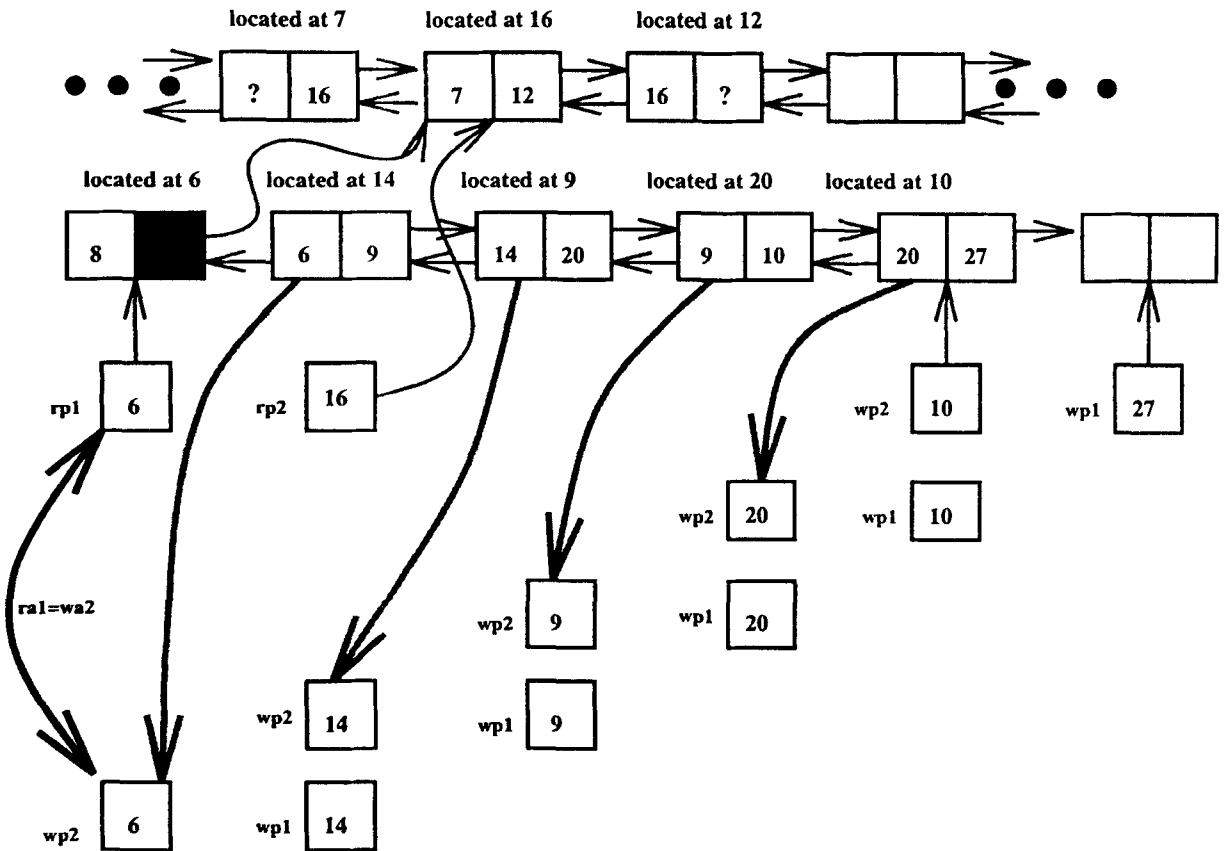 located at 7 located at 16 located at 12
? 16 7 12 16 ?
located at 6 located at 14 located at 9 located at 20 located at 10
8 6 9 14 20 9 10 20 27
rp1 6 rp2 16 wp2 10 wp1 27
wp2 20 wp1 10
ra1=wa2 wp2 9 wp1 20
wp2 14 wp1 9
wp2 6 wp1 14